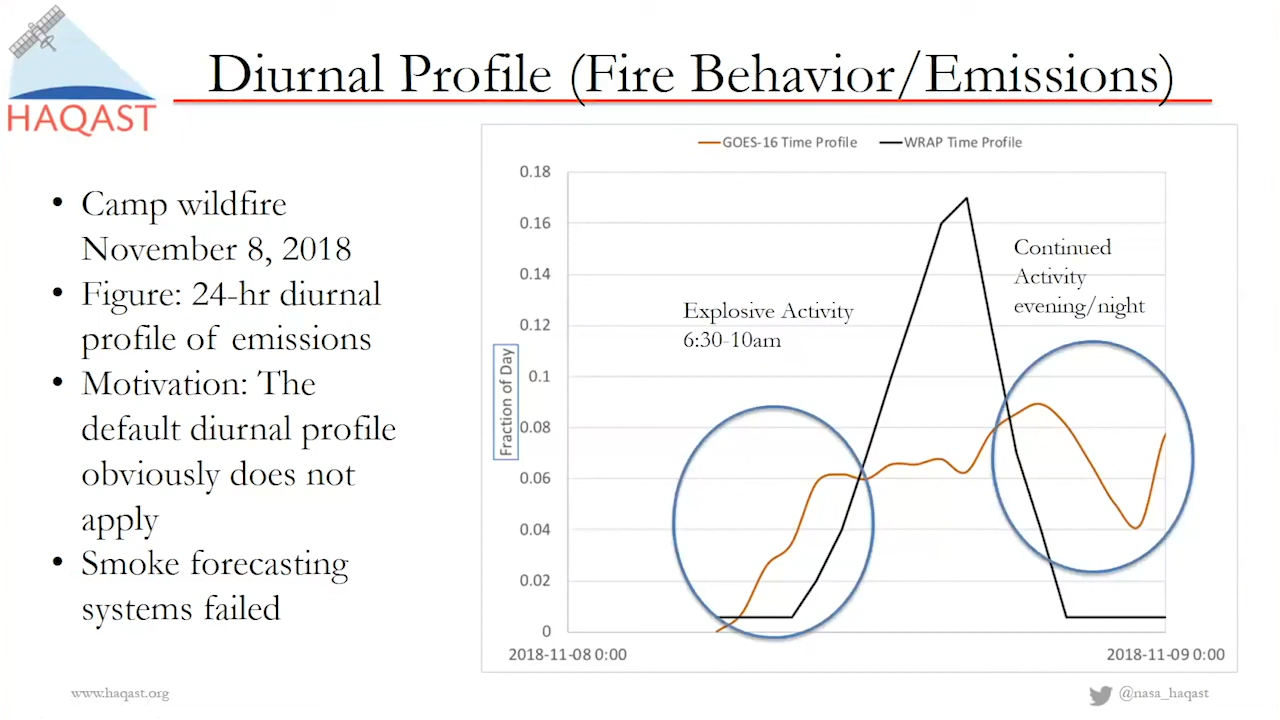 HAQAST
Diurnal Profile (Fire Behavior/Emissions)
• Camp wildfire
November 8, 2018
• Figure: 24-hr diurnal
profile of emissions
• Motivation: The
default diurnal profile
obviously does not
apply
• Smoke forecasting
systems failed
GOES-16 Time Profile
WRAP Time Profile
0.18
0.16
0.14
0.12
0.1
0.08
0.06
0.04
0.02
0
Fraction of Day
Explosive Activity
6:30-10am
Continued
Activity
evening/night
2018-11-08 0:00
2018-11-09 0:00
www.haqast.org
@nasa_haqast